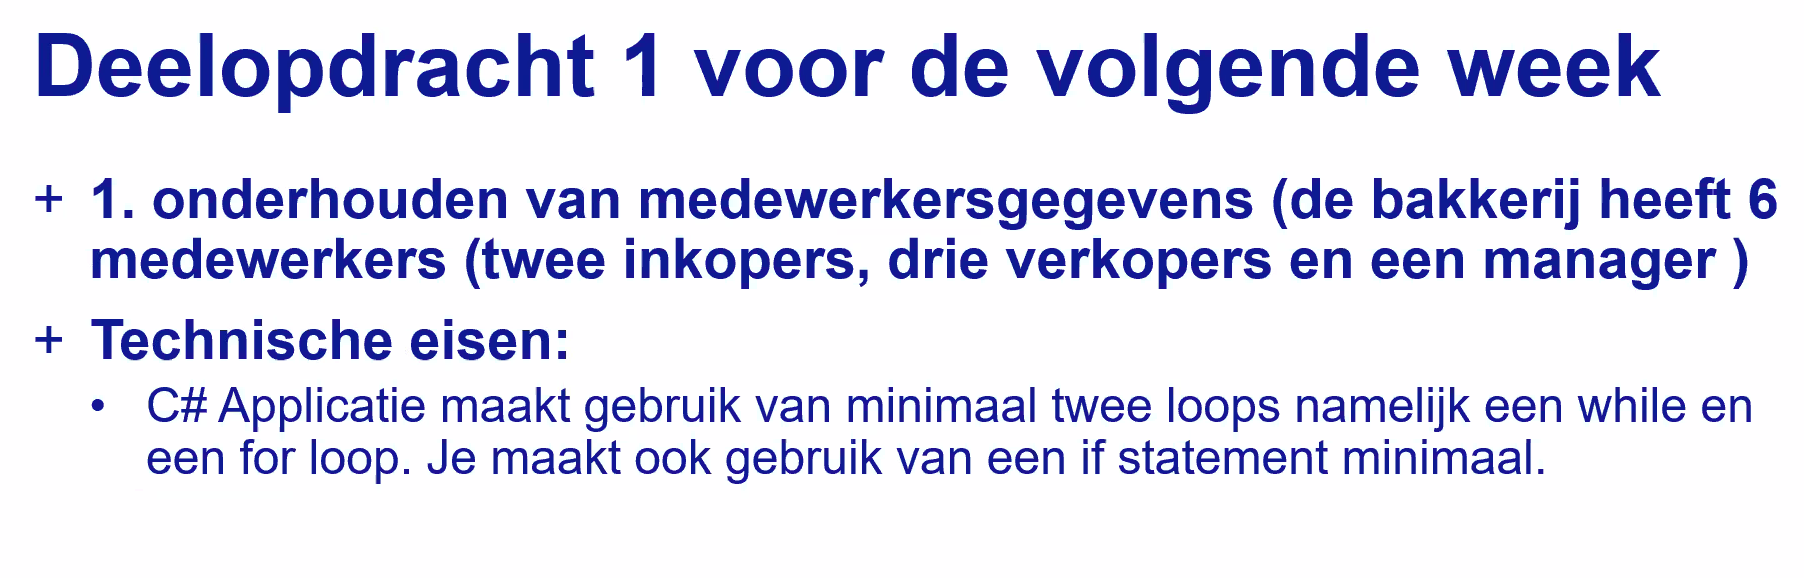 Deelopdracht 1 voor de volgende week
+ 1. onderhouden van medewerkersgegevens (de bakkerij heeft 6
medewerkers (twee inkopers, drie verkopers en een manager )
+ Technische eisen:
• C# Applicatie maakt gebruik van minimaal twee loops namelijk een while en
een for loop. Je maakt ook gebruik van een if statement minimaal.